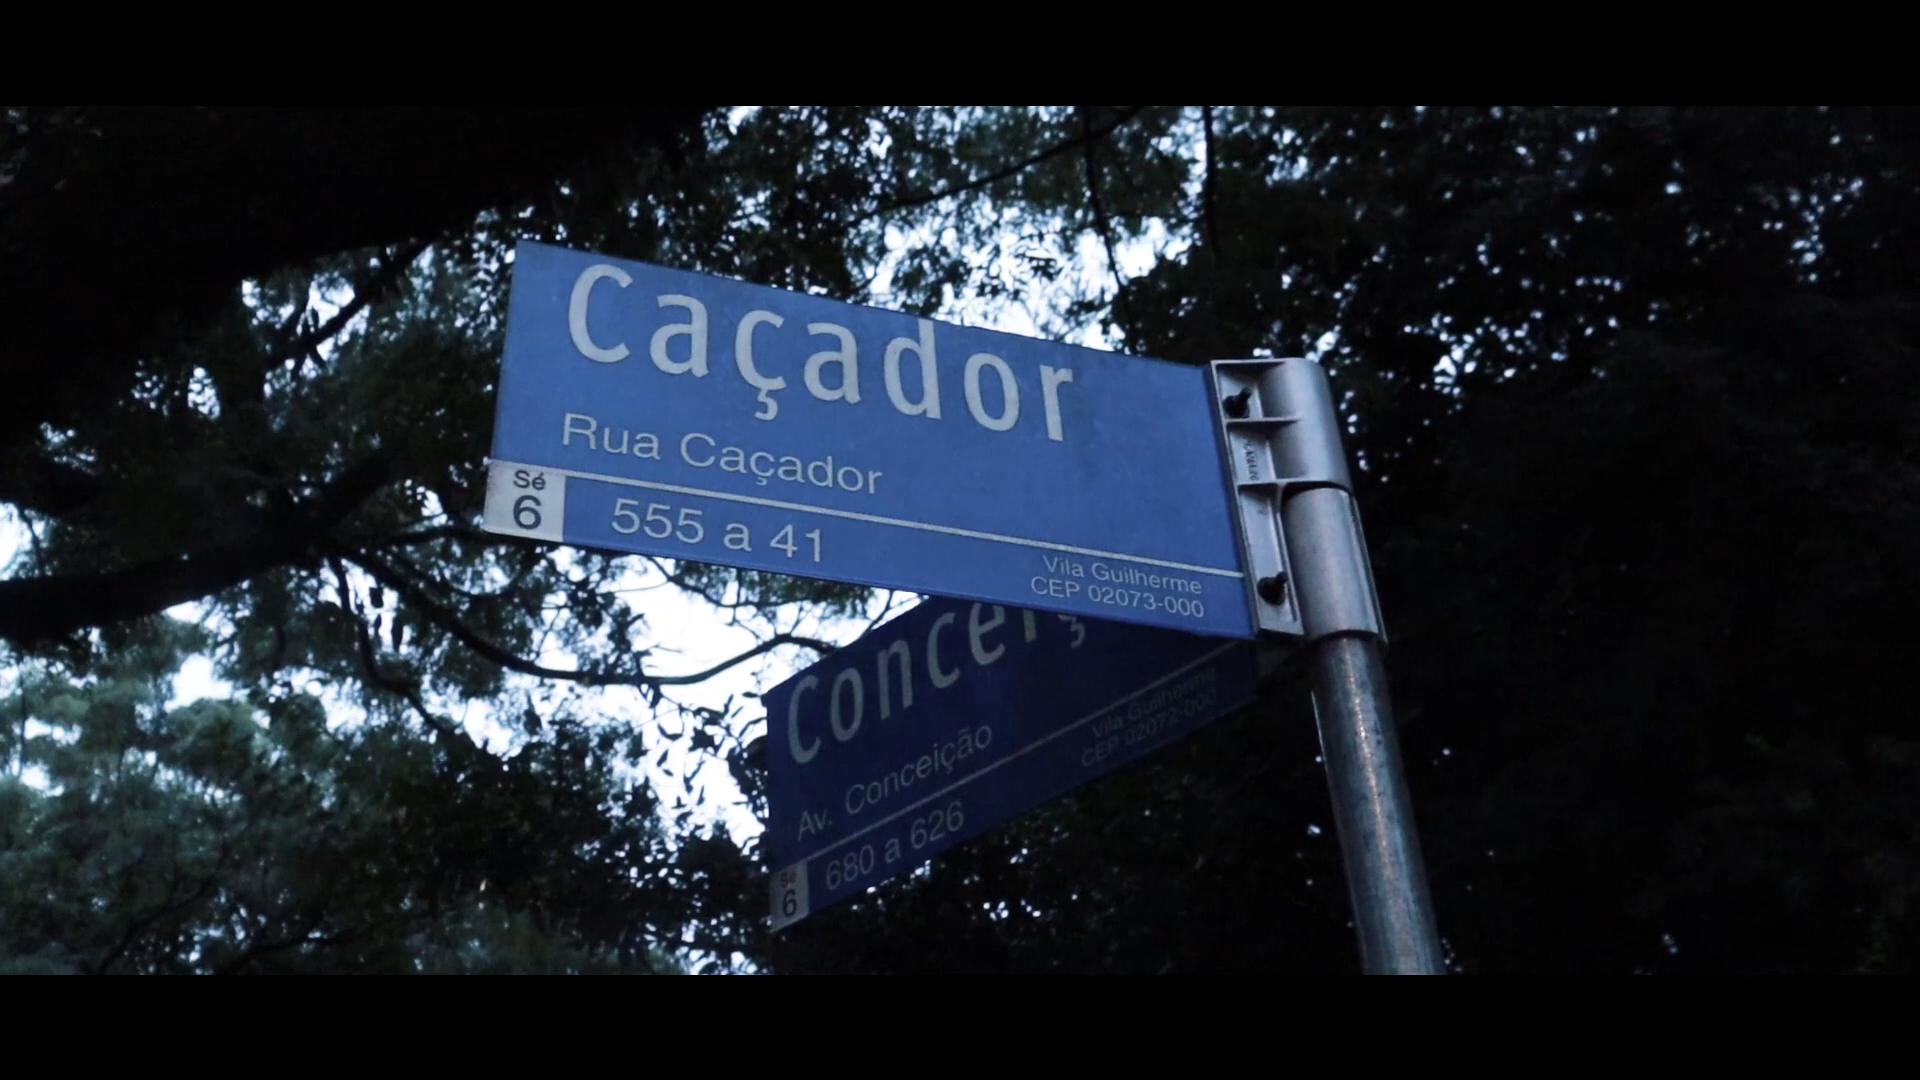 Caçador
Rua Caçador
Sé
6
555 a 41
Vila Guilherme
CEP 02073-000
Conceiç
Av. Conceição
Vila Guilherme
CEP 02072-000
Sé
6
680 a 626